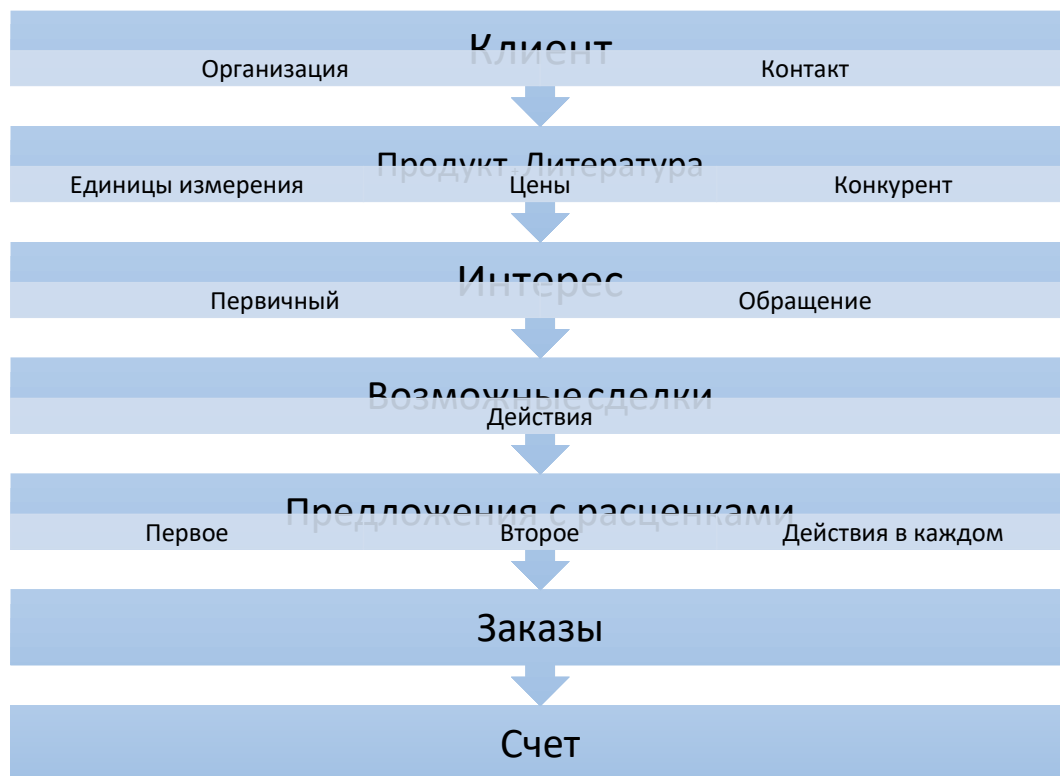 Клиент
Организация Контакт
Продукт. Литература
Единицы измерения Цены Конкурент
Интерес
Первичный Обращение
Возможные сделки
Действия
Предложения с расценками
Первое Второе Действия в каждом
Заказы
Счет